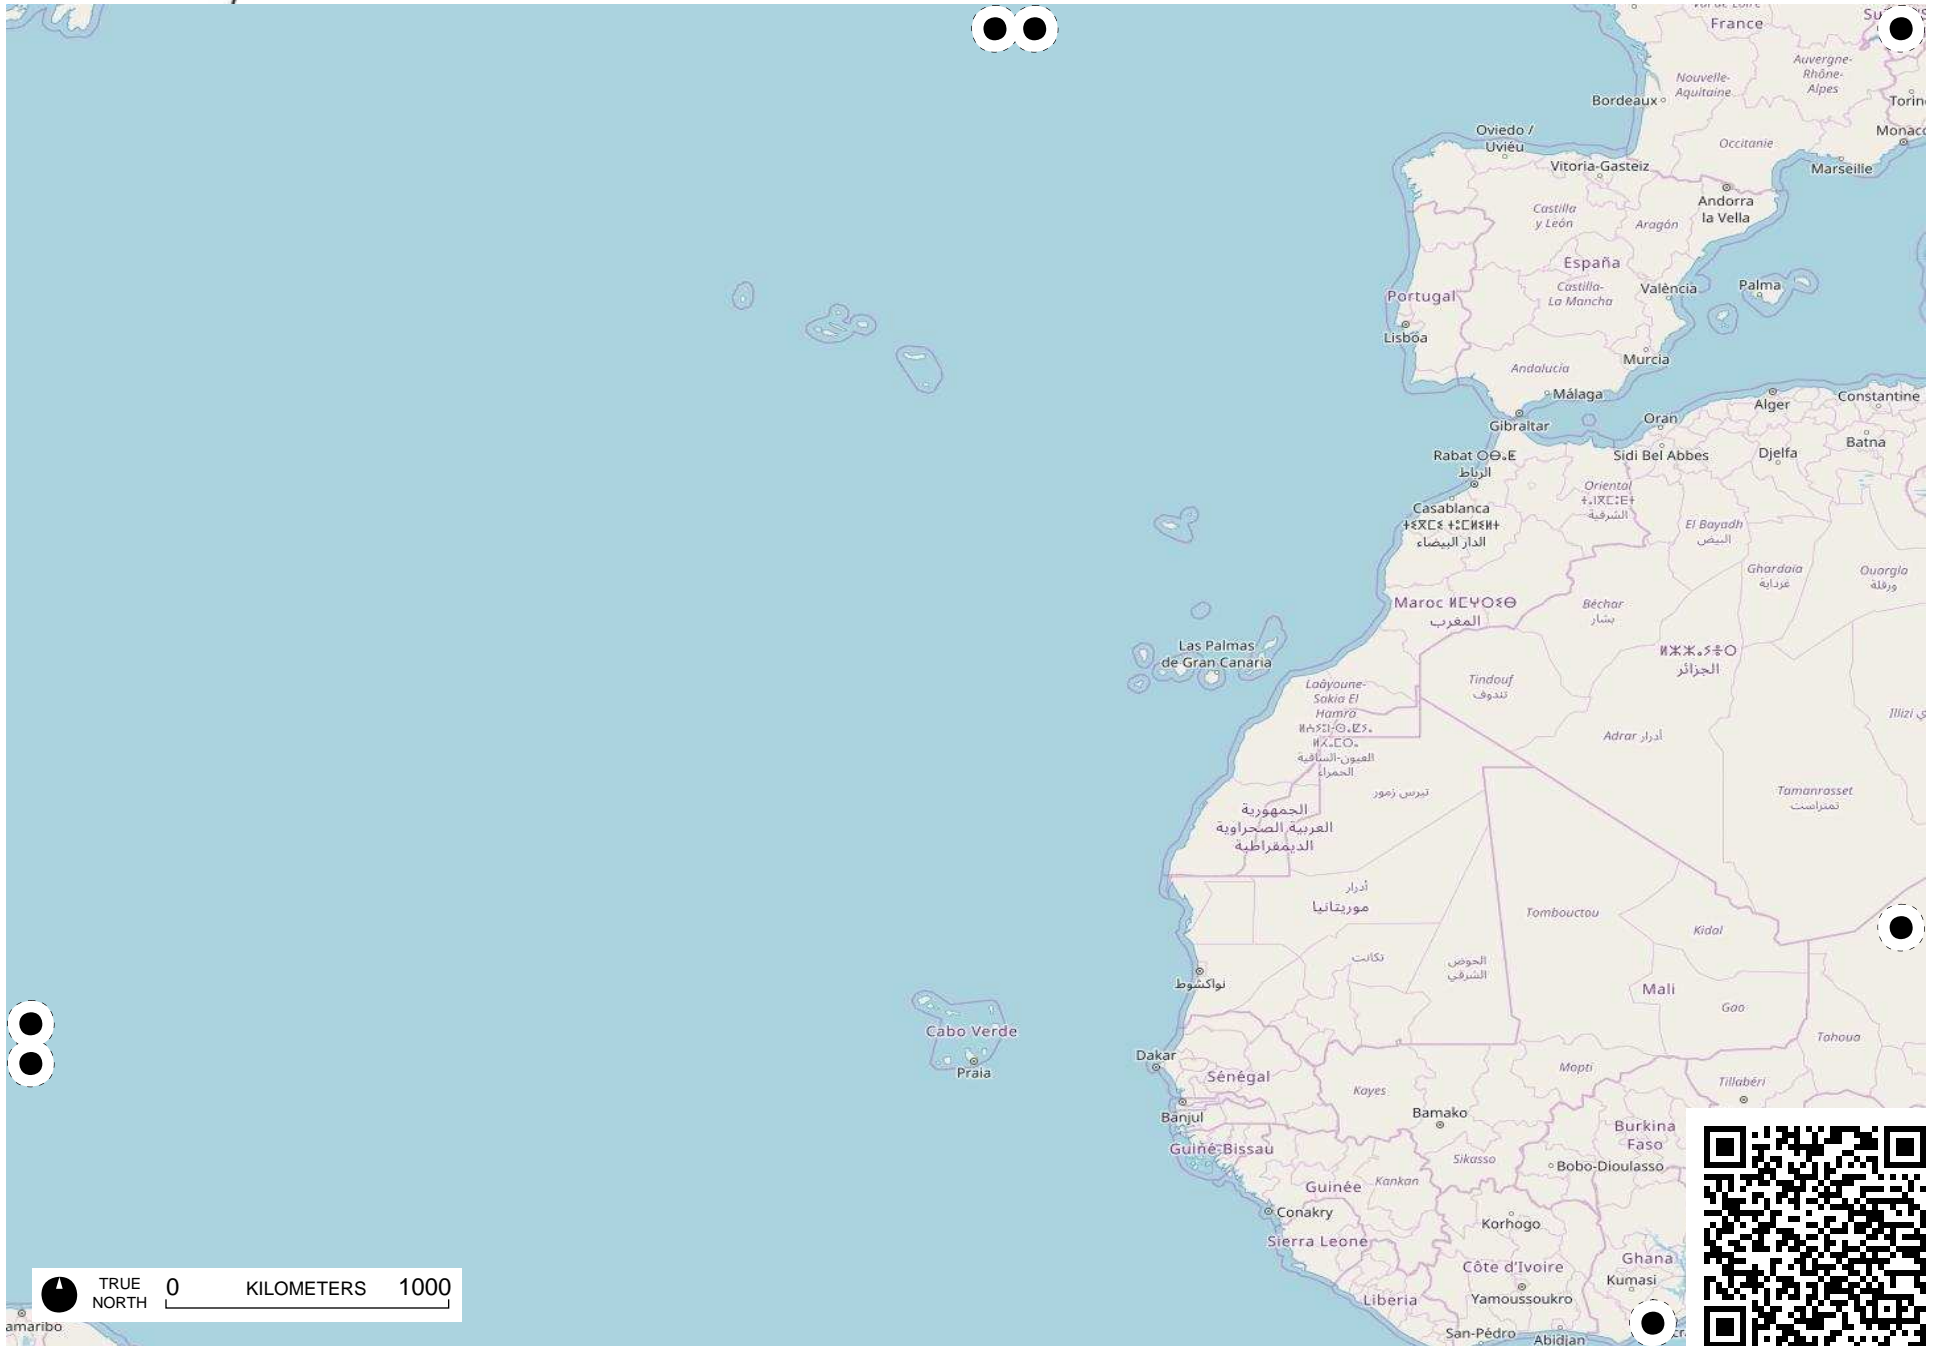 France
Auvergne-
Rhône-
Alpes
Nouvelle-
Aquitaine
Bordeaux
Torin
Monaco
Occitanie
Marseille
Oviedo /
Uviéu
Vitoria-Gasteiz
Andorra
la Vella
Castilla
y León
Aragón
España
Castilla-
La Mancha
València
Palma
Portugal
Lisboa
Murcia
Andalucía
Málaga
Gibraltar
Alger
Constantine
Oran
Batna
Sidi Bel Abbes
Djelfa
Rabat ⵔⴱⴰⵟ
الرباط
Oriental
الشرقية
Casablanca
الدار البيضاء
El Bayadh
البيض
Ghardaïa
غرداية
Ouargla
ورقلة
Maroc ⵍⵎⵖⵔⵉⴱ
المغرب
Béchar
بشار
Las Palmas
de Gran Canaria
ⵍⵣⵣⴰⵢⴻⵔ
الجزائر
Laâyoune-
Sakia El
Hamra
العيون-الساقية
الحمراء
Tindouf
تندوف
Illizi
Adrar أدرار
تيرس زمور
Tamanrasset
تمنراست
الجمهورية
العربية الصحراوية
الديمقراطية
أدرار
موريتانيا
Tombouctou
Kidal
تكانت
الحوض
الشرقي
نواكشوط
Mali
Gao
Cabo Verde
Praia
Tahoua
Dakar
Sénégal
Mopti
Tillabéri
Kayes
Banjul
Bamako
Burkina
Faso
Guiné-Bissau
Sikasso
Bobo-Dioulasso
Guinée
Kankan
Conakry
Korhogo
Sierra Leone
Ghana
Côte d'Ivoire
Kumasi
Yamoussoukro
Liberia
San-Pédro
Abidjan
TRUE
NORTH
0 KILOMETERS 1000
amaribo